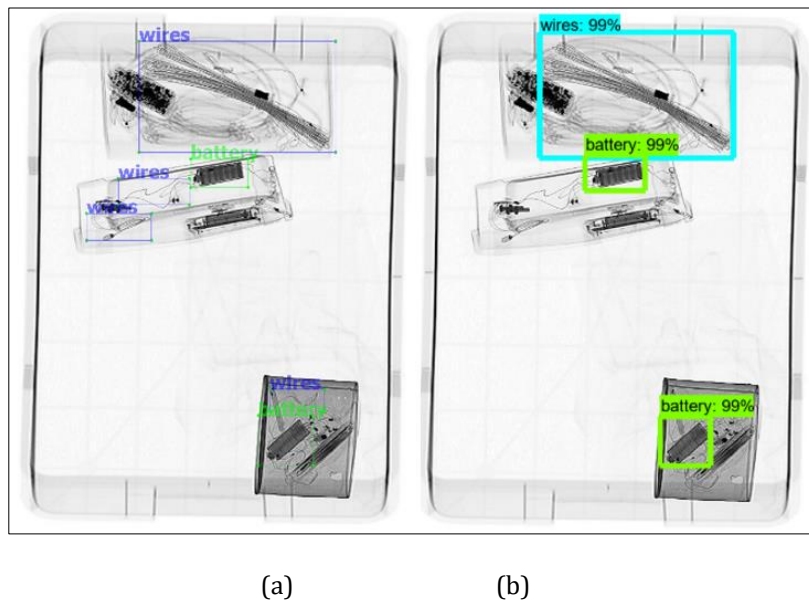 wires
battery
wires
wires
wires
battery
wires: 99%
battery: 99%
battery: 99%
(a) (b)